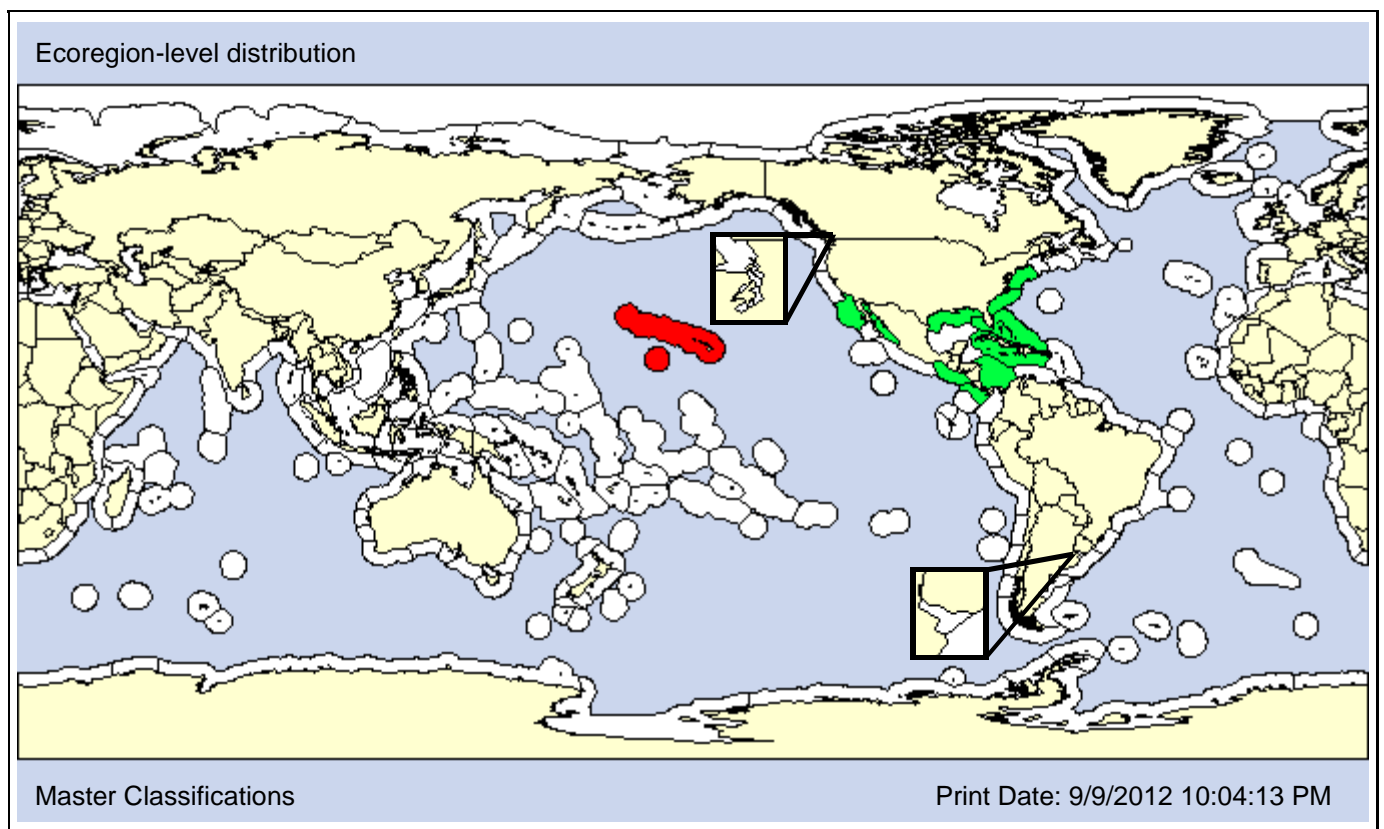 Ecoregion-level distribution
Master Classifications
Print Date: 9/9/2012 10:04:13 PM